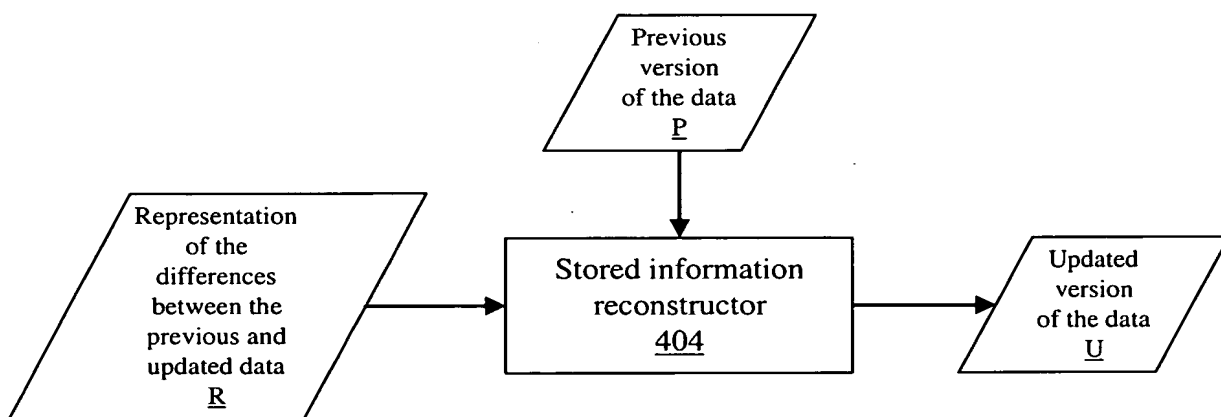 Previous
version
of the data
P
Representation
of the
differences
between the
previous and
updated data
R
Stored information
reconstructor
404
Updated
version
of the data
U